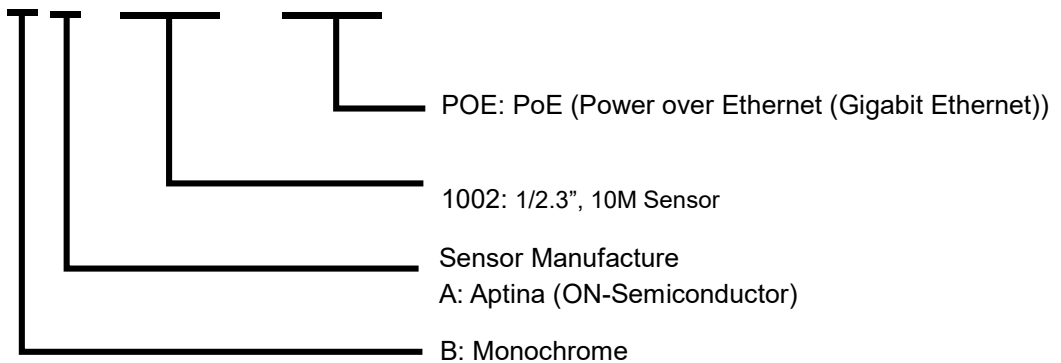 POE: PoE (Power over Ethernet (Gigabit Ethernet))
1002: 1/2.3”, 10M Sensor
Sensor Manufacture
A: Aptina (ON-Semiconductor)
B: Monochrome